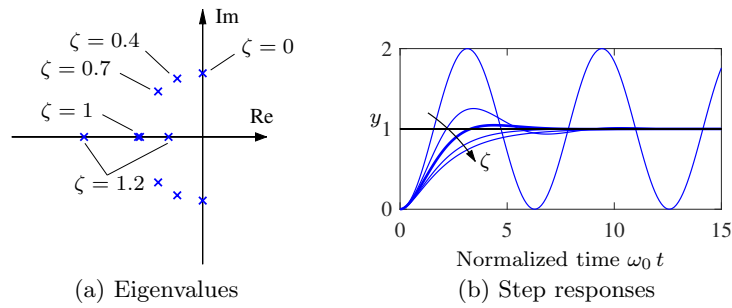 Im
ζ = 0.4
ζ = 0
ζ = 0.7
ζ = 1
Re
ζ = 1.2
(a) Eigenvalues
2
y
1
ζ
0
0
5
10
15
Normalized time ω₀ t
(b) Step responses